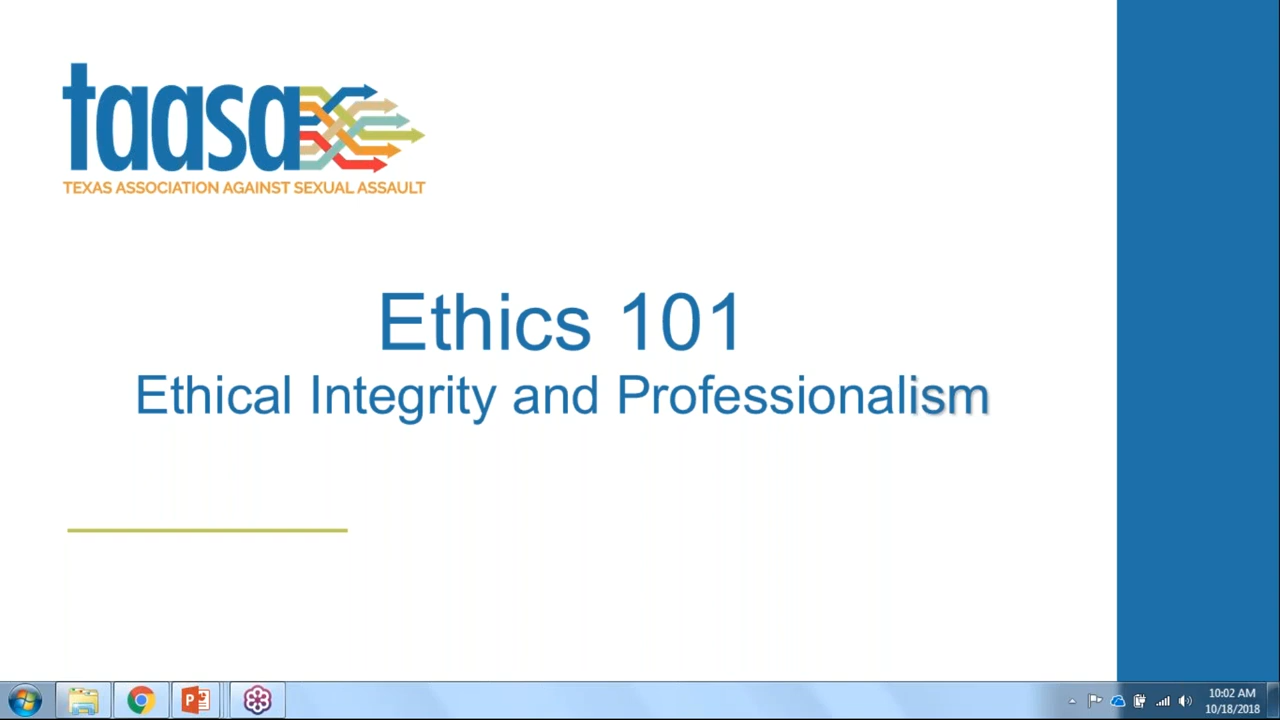 taasa
TEXAS ASSOCIATION AGAINST SEXUAL ASSAULT
Ethics 101
Ethical Integrity and Professionalism
P
10:02 AM
10/18/2018